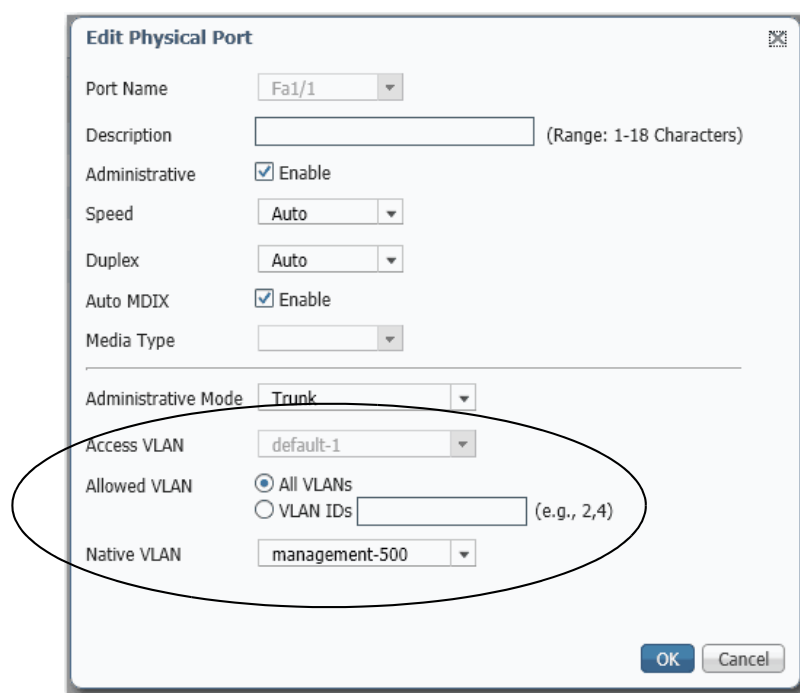 Edit Physical Port
Port Name Fa1/1
Description (Range: 1-18 Characters)
Administrative Enable
Speed Auto
Duplex Auto
Auto MDIX Enable
Media Type
Administrative Mode Trunk
Access VLAN default-1
Allowed VLAN All VLANs
VLAN IDs (e.g., 2,4)
Native VLAN management-500
OK Cancel